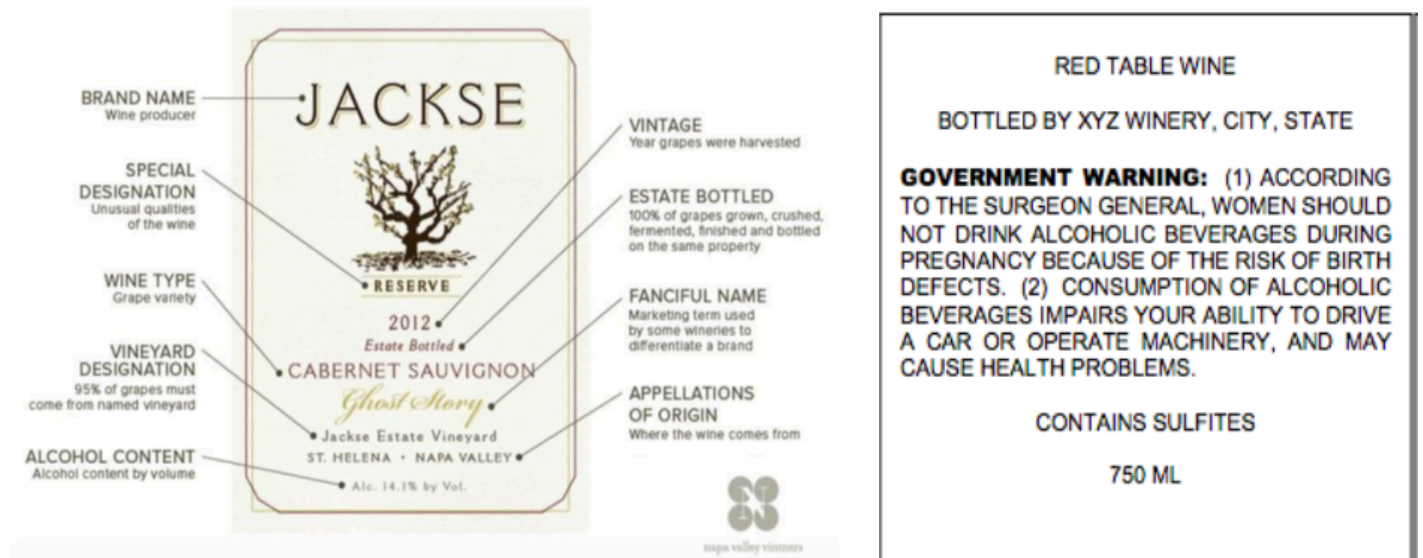 BRAND NAME
Wine producer
SPECIAL
DESIGNATION
Unusual qualities
of the wine
WINE TYPE
Grape variety
VINEYARD
DESIGNATION
95% of grapes must
come from named vineyard
ALCOHOL CONTENT
Alcohol content by volume
JACKSE
RESERVE
2012
Estate Bottled
CABERNET SAUVIGNON
Ghost Story
Jackse Estate Vineyard
ST. HELENA • NAPA VALLEY
Alc. 14.1% by Vol.
VINTAGE
Year grapes were harvested
ESTATE BOTTLED
100% of grapes grown, crushed,
fermented, finished and bottled
on the same property
FANCIFUL NAME
Marketing term used
by some wineries to
differentiate a brand
APPELLATIONS
OF ORIGIN
Where the wine comes from
N
napa valley vintners
RED TABLE WINE
BOTTLED BY XYZ WINERY, CITY, STATE
GOVERNMENT WARNING: (1) ACCORDING
TO THE SURGEON GENERAL, WOMEN SHOULD
NOT DRINK ALCOHOLIC BEVERAGES DURING
PREGNANCY BECAUSE OF THE RISK OF BIRTH
DEFECTS. (2) CONSUMPTION OF ALCOHOLIC
BEVERAGES IMPAIRS YOUR ABILITY TO DRIVE
A CAR OR OPERATE MACHINERY, AND MAY
CAUSE HEALTH PROBLEMS.
CONTAINS SULFITES
750 ML